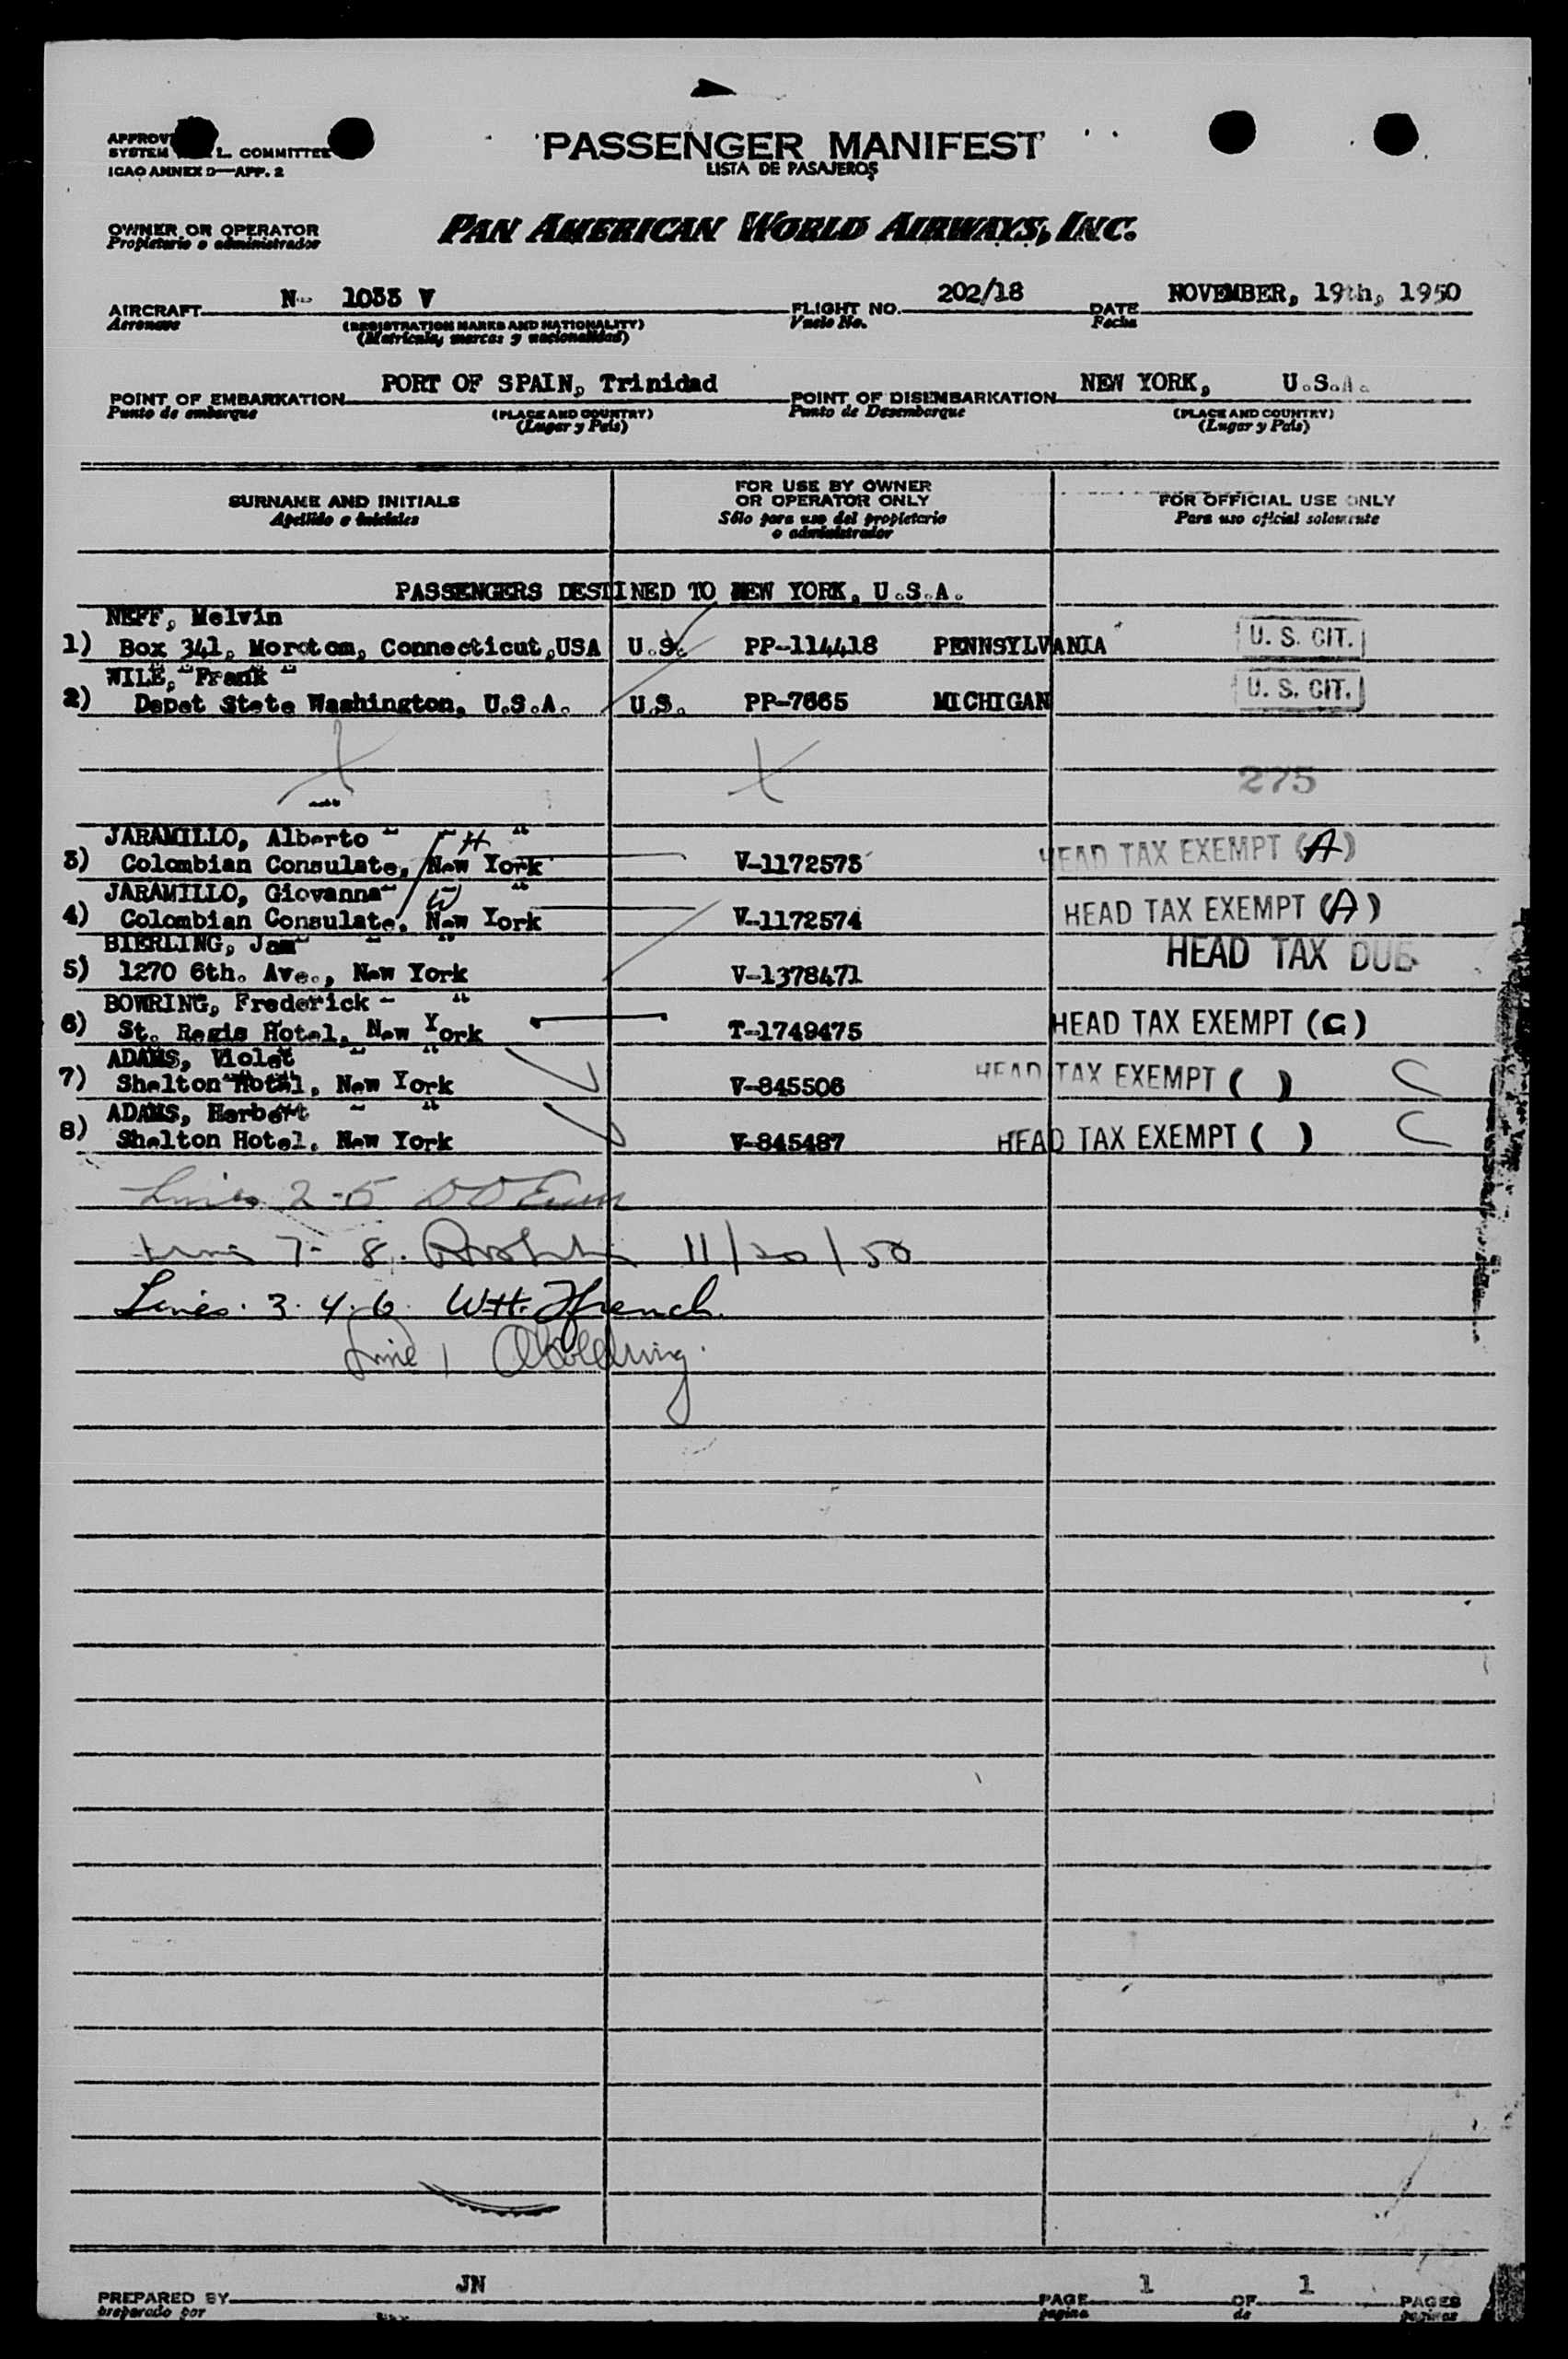 PASSENGER MANIFEST
LISTA DE PASAJEROS
SYSTEM L. COMMITTEE
ICAO ANNEX 9—APP. 2
OWNER OR OPERATOR
Propietario o administrador
PAN AMERICAN WORLD AIRWAYS, INC.
AIRCRAFT N- 1033 V FLIGHT NO. 202/18 DATE NOVEMBER, 19th, 1950
Aeronave (REGISTRATION MARKS AND NATIONALITY) Vuelo No. Fecha
(Matricula, marcas y nacionalidad)
POINT OF EMBARKATION PORT OF SPAIN, Trinidad POINT OF DISEMBARKATION NEW YORK, U.S.A.
Punto de embarque (PLACE AND COUNTRY) Punto de Desembarque (PLACE AND COUNTRY)
(Lugar y País) (Lugar y País)
SURNAME AND INITIALS FOR USE BY OWNER OR OPERATOR ONLY FOR OFFICIAL USE ONLY
Apellido e iniciales Sólo para uso del propietario o administrador Para uso oficial solamente
PASSENGERS DESTINED TO NEW YORK, U.S.A.
NEFF, Melvin
1) Box 341, Morotom, Connecticut,USA U.S. PP-114418 PENNSYLVANIA U. S. CIT.
WILE, Frank
2) Depet State Washington, U.S.A. U.S. PP-7665 MICHIGAN U. S. CIT.
275
JARAMILLO, Alberto H
3) Colombian Consulate, New York V-1172573 HEAD TAX EXEMPT (A)
JARAMILLO, Giovanna W
4) Colombian Consulate, New York V-1172574 HEAD TAX EXEMPT (A)
BIERLING, Jam
5) 1270 6th. Ave., New York V-1378471 HEAD TAX DUE
BOWRING, Frederick
6) St. Regis Hotel, New York T-1749475 HEAD TAX EXEMPT (G)
ADAMS, Violet
7) Shelton Hotel, New York V-845506 HEAD TAX EXEMPT ( )
ADAMS, Herbert
8) Shelton Hotel, New York V-845487 HEAD TAX EXEMPT ( )
Lines 2-5
7- 8. 11/20/50
Lines. 3. 4. 6. W.H. French.
Line 1
PREPARED BY JN PAGE 1 OF 1 PAGES
preparado por pagina de paginas